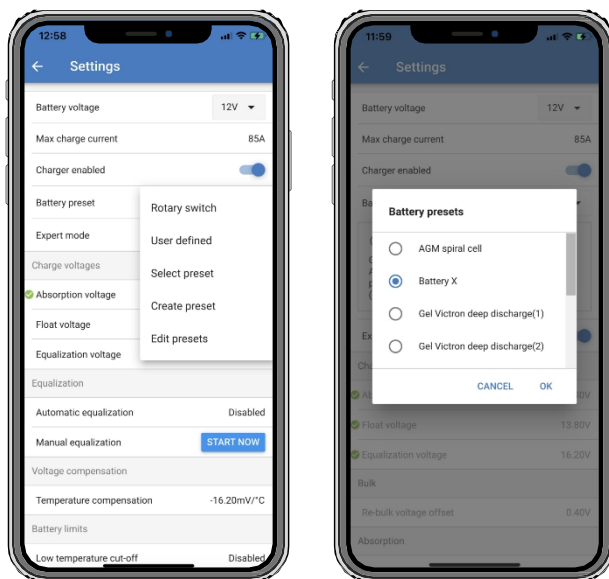 12:58
Settings
Battery voltage 12V
Max charge current 85A
Charger enabled
Battery preset
Rotary switch
User defined
Select preset
Create preset
Edit presets
Expert mode
Charge voltages
Absorption voltage
Float voltage
Equalization voltage
Equalization
Automatic equalization Disabled
Manual equalization START NOW
Voltage compensation
Temperature compensation -16.20mV/°C
Battery limits
Low temperature cut-off Disabled
11:59
Settings
Battery voltage 12V
Max charge current 85A
Charger enabled
Ba
Battery presets
AGM spiral cell
Battery X
Gel Victron deep discharge(1)
Gel Victron deep discharge(2)
CANCEL OK
Ex
Cha
Float voltage 13.80V
Equalization voltage 16.20V
Bulk
Re-bulk voltage offset 0.40V
Absorption